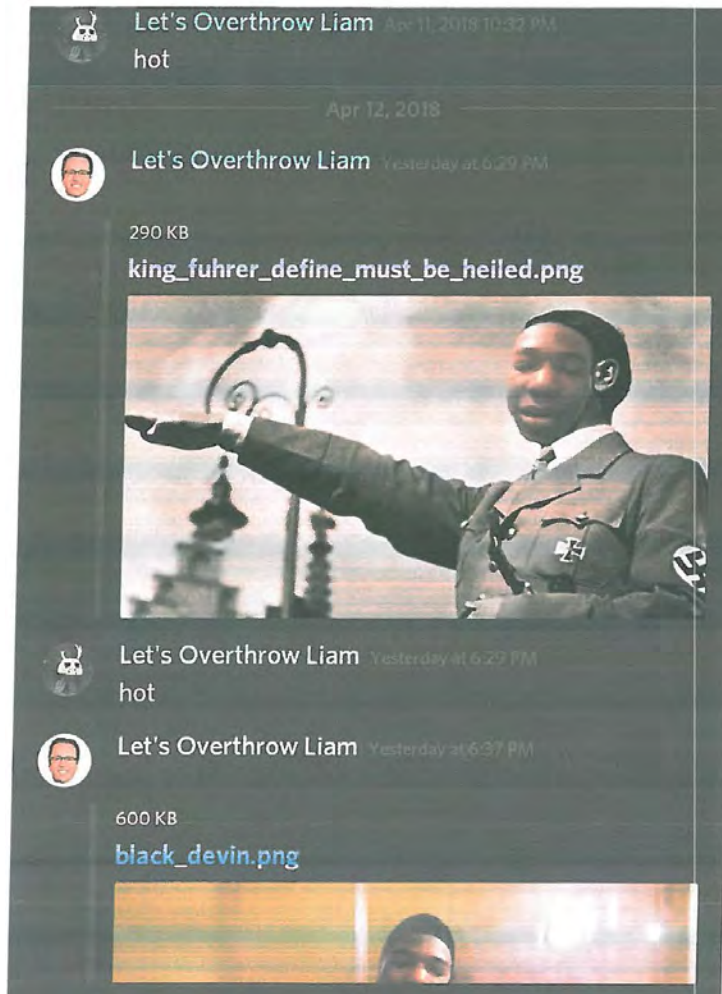 Let's Overthrow Liam Apr 11, 2018 10:32 PM
hot
Apr 12, 2018
Let's Overthrow Liam Yesterday at 6:29 PM
290 KB
king_fuhrer_define_must_be_heiled.png
Let's Overthrow Liam Yesterday at 6:29 PM
hot
Let's Overthrow Liam Yesterday at 6:37 PM
600 KB
black_devin.png